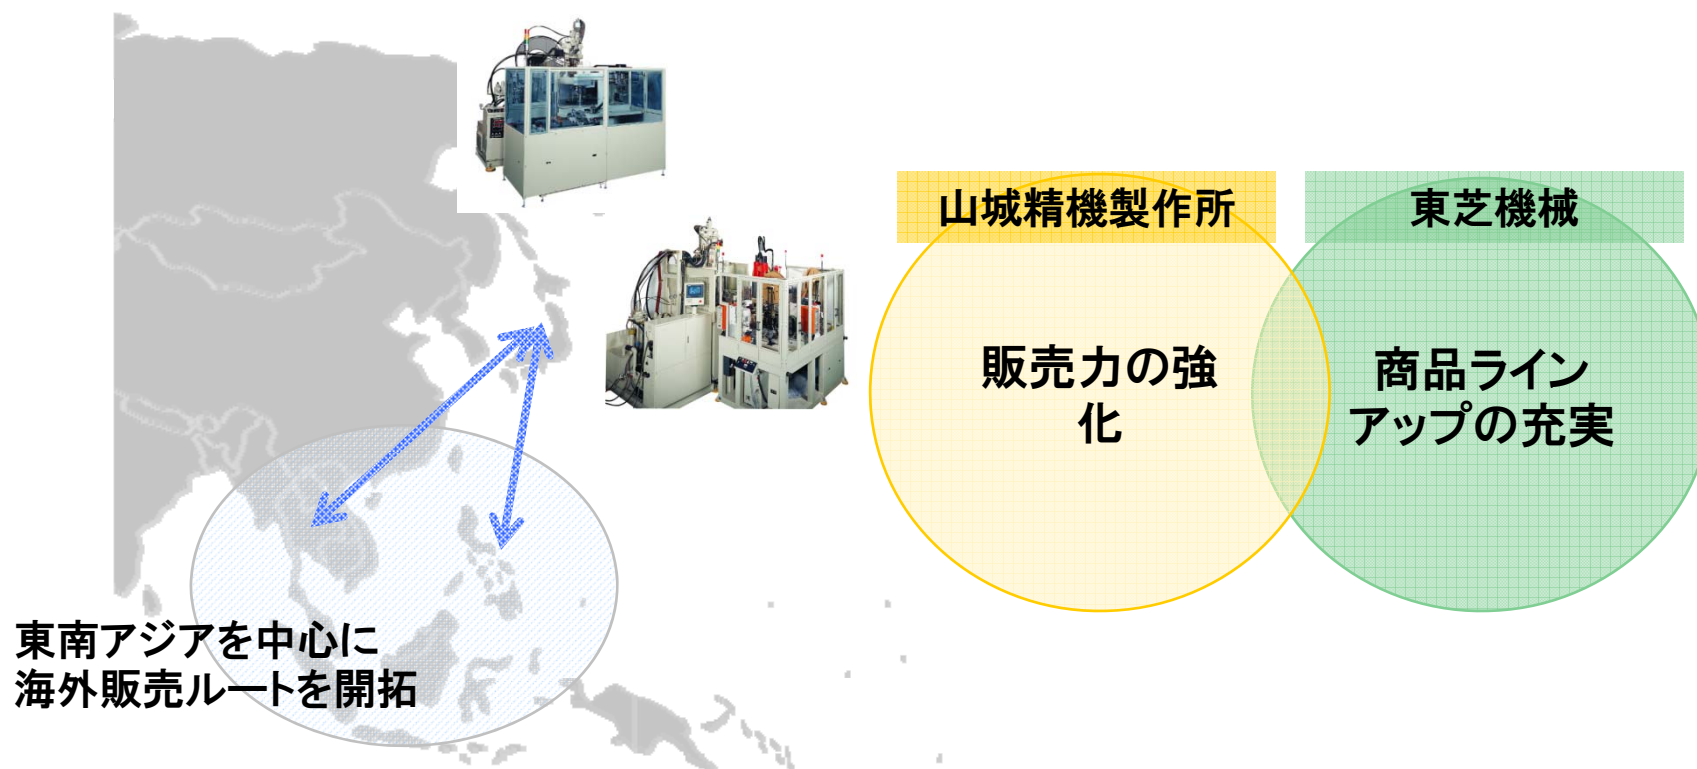 山城精機製作所
東芝機械
販売力の強
化
商品ライン
アップの充実
東南アジアを中心に
海外販売ルートを開拓